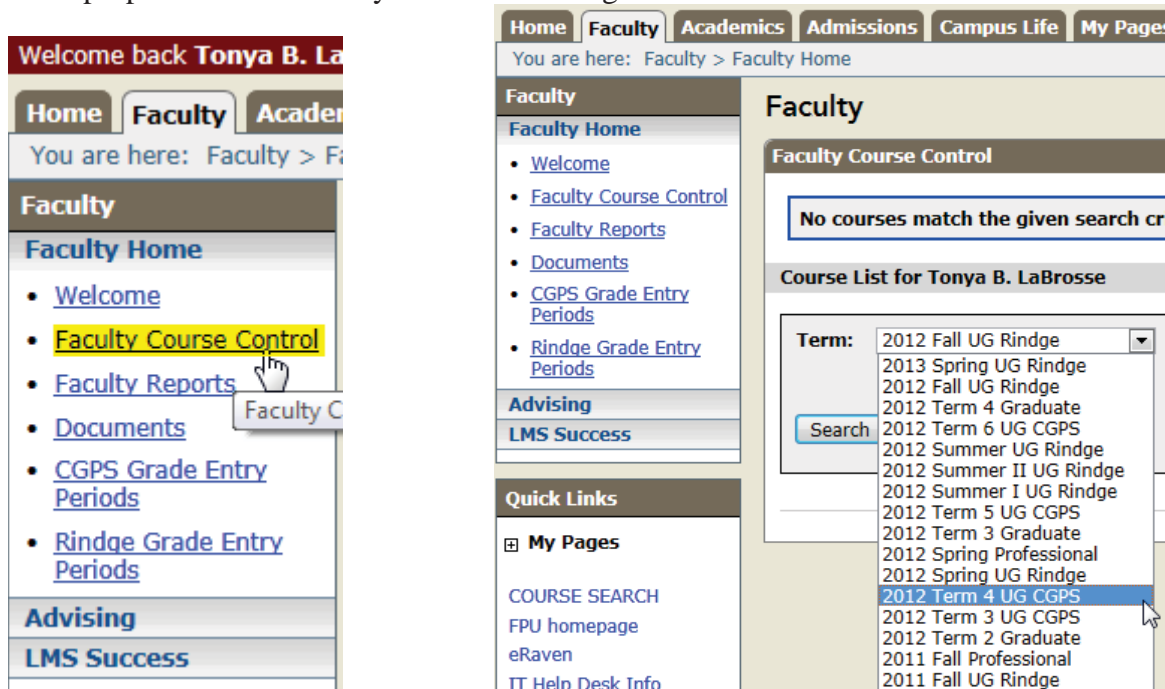 Welcome back Tonya B. La
Home Faculty Acade
You are here: Faculty > Fa
Faculty
Faculty Home
• Welcome
• Faculty Course Control
• Faculty Reports
Faculty C
• Documents
• CGPS Grade Entry
Periods
• Rindge Grade Entry
Periods
Advising
LMS Success
Home Faculty Academics Admissions Campus Life My Pages
You are here: Faculty > Faculty Home
Faculty
Faculty Home
• Welcome
• Faculty Course Control
• Faculty Reports
• Documents
• CGPS Grade Entry
Periods
• Rindge Grade Entry
Periods
Advising
LMS Success
Quick Links
My Pages
COURSE SEARCH
FPU homepage
eRaven
IT Help Desk Info
Faculty
Faculty Course Control
No courses match the given search cr
Course List for Tonya B. LaBrosse
Term: 2012 Fall UG Rindge
2013 Spring UG Rindge
2012 Fall UG Rindge
2012 Term 4 Graduate
2012 Term 6 UG CGPS
Search
2012 Summer UG Rindge
2012 Summer II UG Rindge
2012 Summer I UG Rindge
2012 Term 5 UG CGPS
2012 Term 3 Graduate
2012 Spring Professional
2012 Spring UG Rindge
2012 Term 4 UG CGPS
2012 Term 3 UG CGPS
2012 Term 2 Graduate
2011 Fall Professional
2011 Fall UG Rindge